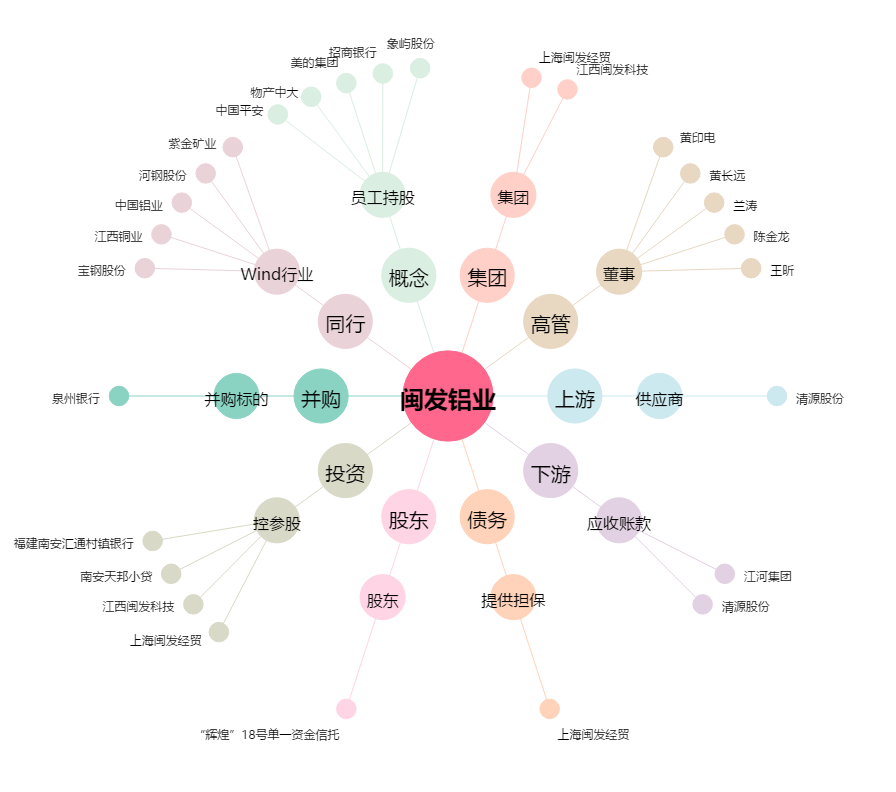 象屿股份
招商银行
美的集团
物产中大
中国平安
上海闽发经贸
江西闽发科技
紫金矿业
河钢股份
中国铝业
江西铜业
宝钢股份
员工持股
集团
黄印电
黄长远
兰涛
陈金龙
王昕
Wind行业
概念
集团
董事
同行
高管
泉州银行
并购标的
并购
闽发铝业
上游
供应商
清源股份
投资
下游
控参股
股东
债务
应收账款
福建南安汇通村镇银行
南安天邦小贷
江西闽发科技
上海闽发经贸
江河集团
清源股份
股东
提供担保
“辉煌”18号单一资金信托
上海闽发经贸